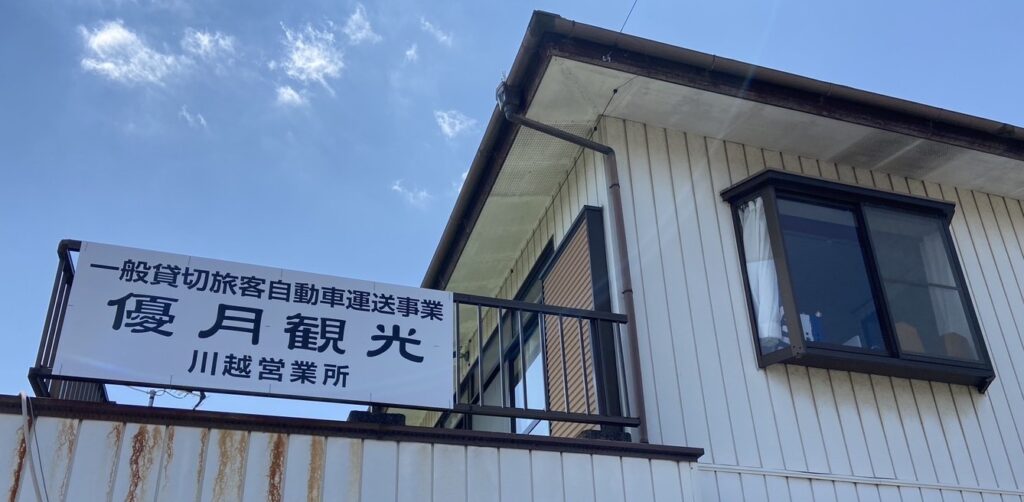 一般貸切旅客自動車運送事業
優月観光
川越営業所